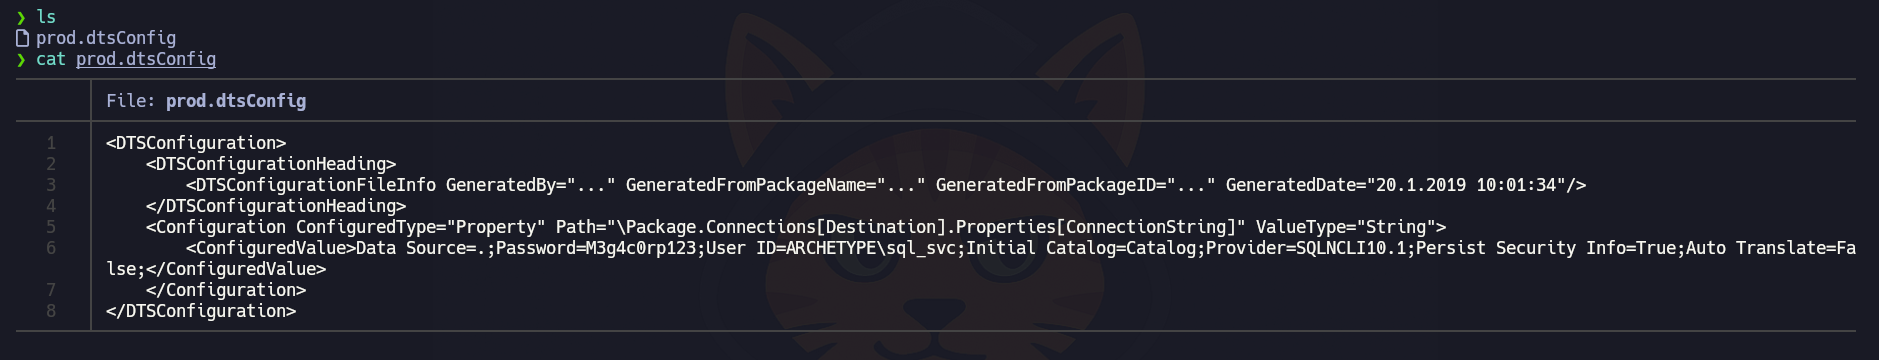 ❯ ls
prod.dtsConfig
❯ cat prod.dtsConfig
File: prod.dtsConfig
1 <DTSConfiguration>
2     <DTSConfigurationHeading>
3         <DTSConfigurationFileInfo GeneratedBy="..." GeneratedFromPackageName="..." GeneratedFromPackageID="..." GeneratedDate="20.1.2019 10:01:34"/>
4     </DTSConfigurationHeading>
5     <Configuration ConfiguredType="Property" Path="\Package.Connections[Destination].Properties[ConnectionString]" ValueType="String">
6         <ConfiguredValue>Data Source=.;Password=M3g4c0rp123;User ID=ARCHETYPE\sql_svc;Initial Catalog=Catalog;Provider=SQLNCLI10.1;Persist Security Info=True;Auto Translate=Fa
lse;</ConfiguredValue>
7     </Configuration>
8 </DTSConfiguration>